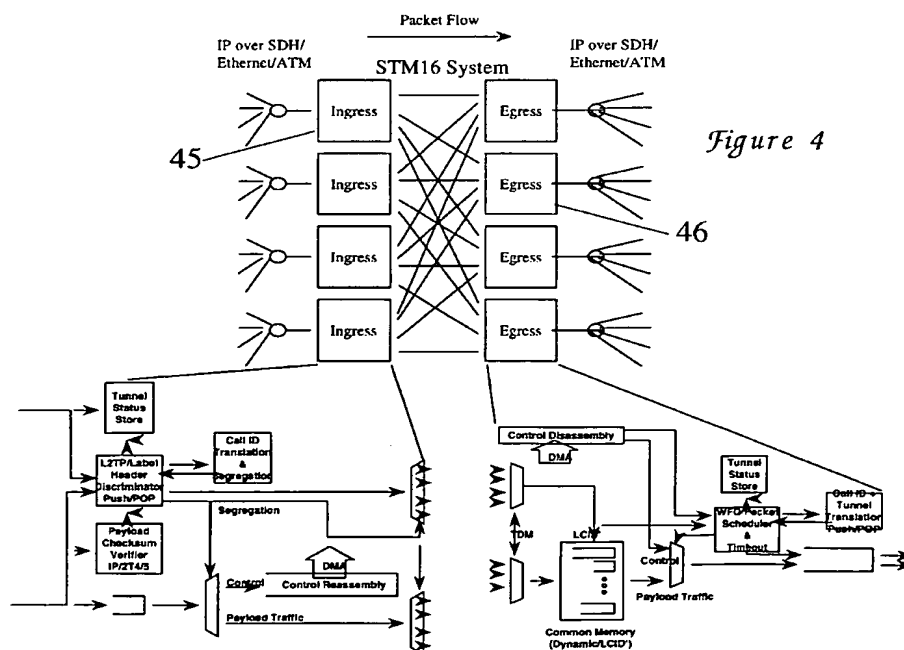 Packet Flow
IP over SDH/
Ethernet/ATM
IP over SDH/
Ethernet/ATM
STM16 System
Ingress
Egress
Figure 4
45
Ingress
Egress
46
Ingress
Egress
Ingress
Egress
Tunnel
Status
Store
L2TP/Label
Header
Discriminator
Push/POP
Call ID
Translation
&
Segregation
Segregation
Payload
Checksum
Verifier
IP/2T4/5
DMA
Control
Control Reassembly
Payload Traffic
Control Disassembly
DMA
TDM
LCID
Common Memory
(Dynamic/LCID')
Tunnel
Status
Store
WFQ Packet
Scheduler
&
Timeout
Call ID +
Tunnel
Translation
Push/POP
Control
Payload Traffic